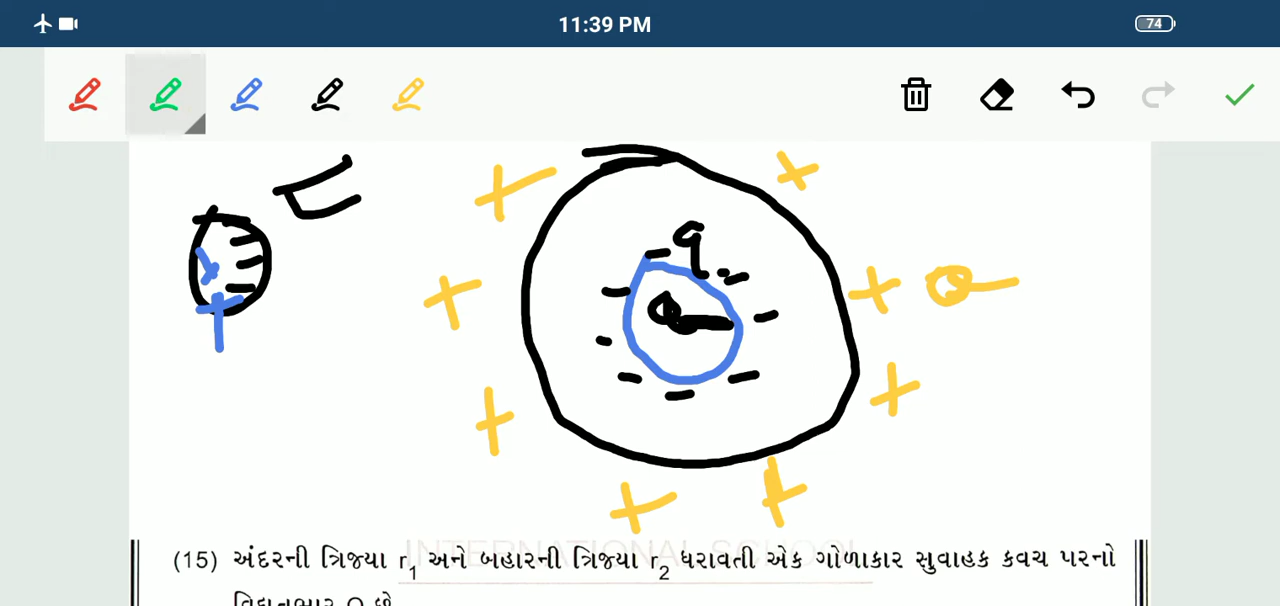 11:39 PM
74
q
INTERNATIONAL SCHOOL
(15) અંદરની ત્રિજ્યા r1 અને બહારની ત્રિજ્યા r2 ધરાવતી એક ગોળાકાર સુવાહક કવચ પરનો